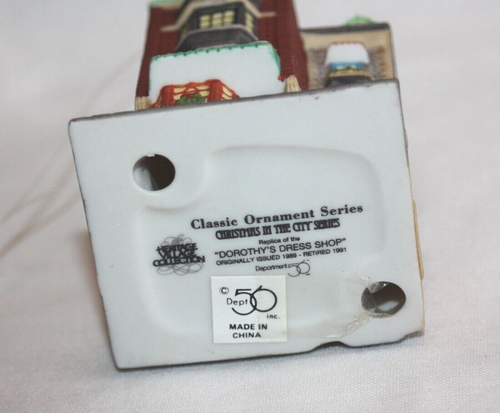 Classic Ornament Series
CHRISTMAS IN THE CITY SERIES
Replica of the
"DOROTHY'S DRESS SHOP"
ORIGINALLY ISSUED 1989 - RETIRED 1991
Department 56
HERITAGE
VILLAGE
COLLECTION
©
Dept 56
inc.
MADE IN
CHINA